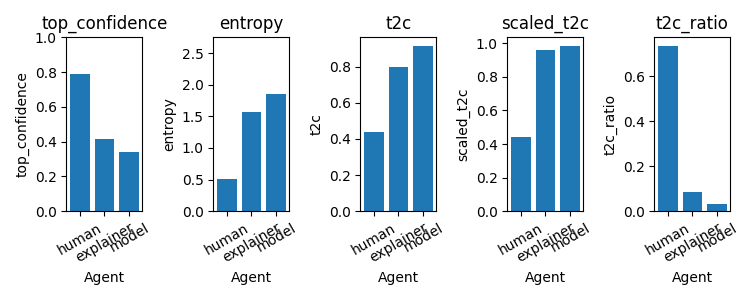 top_confidence
entropy
t2c
scaled_t2c
t2c_ratio
top_confidence
1.0
0.8
0.6
0.4
0.2
0.0
human
explainer
model
Agent
entropy
2.5
2.0
1.5
1.0
0.5
0.0
human
explainer
model
Agent
t2c
0.8
0.6
0.4
0.2
0.0
human
explainer
model
Agent
scaled_t2c
1.0
0.8
0.6
0.4
0.2
0.0
human
explainer
model
Agent
t2c_ratio
0.6
0.4
0.2
0.0
human
explainer
model
Agent